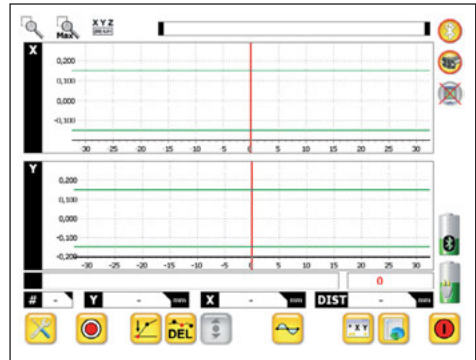 Max
X Y Z
X
0,200
0,100
0,000
-0,100
30 -25 -20 -15 -10 -5 0 5 10 15 20 25 30
Y
0,200
0,100
0,000
-0,100
-0,200
-30 -25 -20 -15 -10 -5 0 5 10 15 20 25 30
0
# - Y - mm X - mm DIST - mm
DEL * X Y